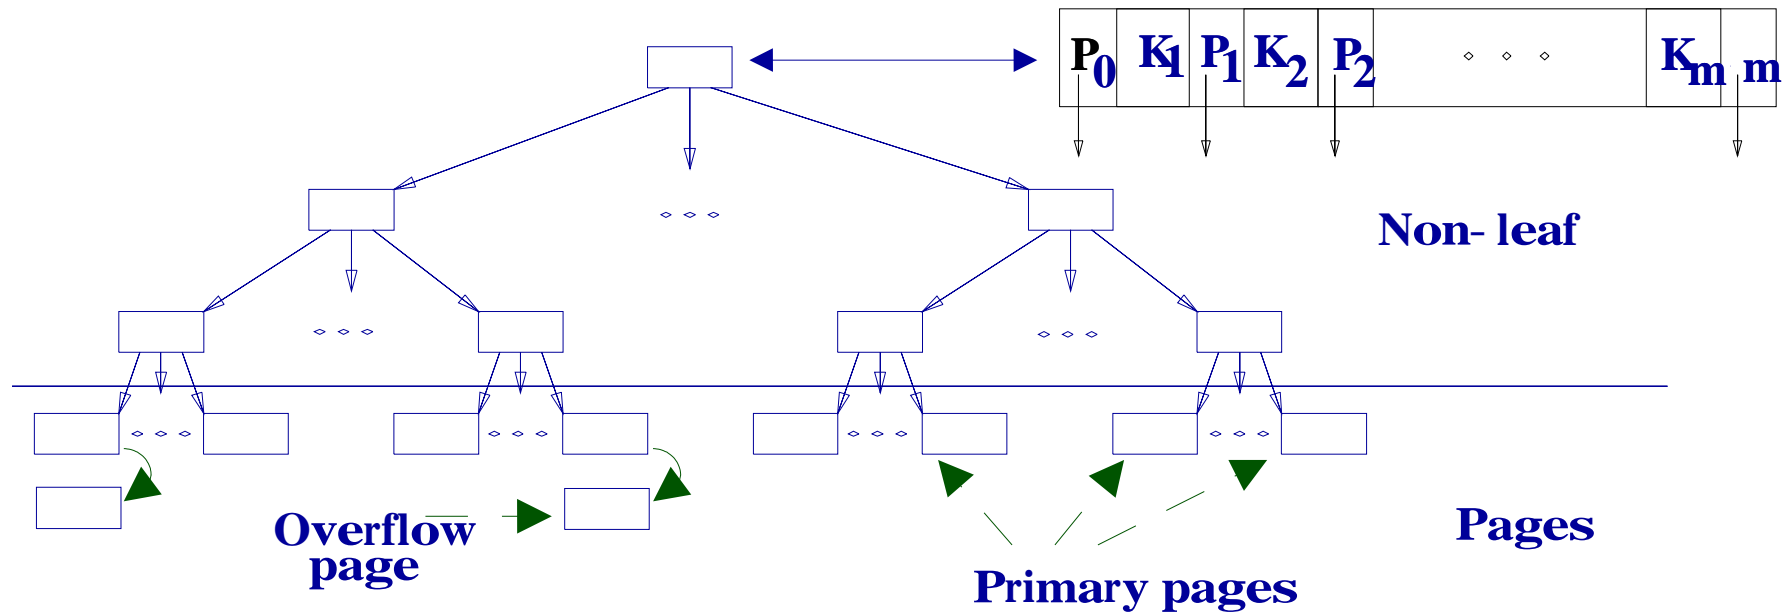 P0 K1 P1 K2 P2 Km m
Non- leaf
Overflow
page
Pages
Primary pages